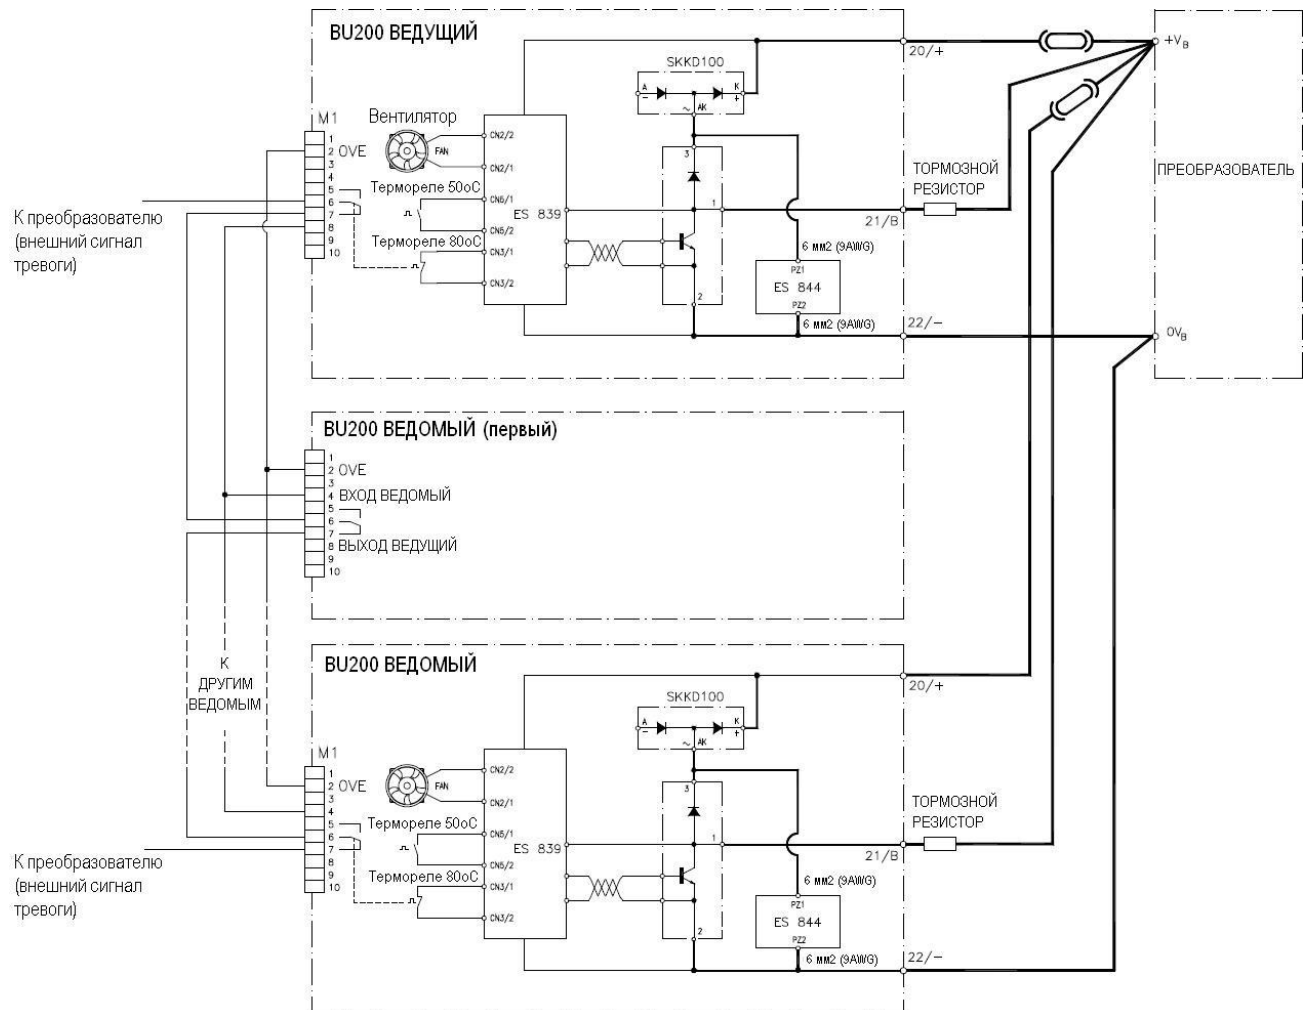 BU200 ВЕДУЩИЙ
20/+
+VB
SKKD100
A
K
−
+
~
AK
M1
Вентилятор
FAN
CN2/2
CN2/1
1
2 OVE
3
4
5
6
7
8
9
10
Термореле 50оС
CN6/1
ES 839
CN6/2
Термореле 80оС
CN3/1
CN3/2
3
1
2
21/B
ТОРМОЗНОЙ
РЕЗИСТОР
ПРЕОБРАЗОВАТЕЛЬ
К преобразователю
(внешний сигнал
тревоги)
6 мм2 (9AWG)
PZ1
ES 844
PZ2
6 мм2 (9AWG)
22/−
0VB
BU200 ВЕДОМЫЙ (первый)
1
2 OVE
3
4 ВХОД ВЕДОМЫЙ
5
6
7
8 ВЫХОД ВЕДУЩИЙ
9
10
К
ДРУГИМ
ВЕДОМЫМ
BU200 ВЕДОМЫЙ
20/+
SKKD100
A
K
−
+
~
AK
M1
FAN
CN2/2
CN2/1
1
2 OVE
3
4
5
6
7
8
9
10
Термореле 50оС
CN6/1
ES 839
CN6/2
Термореле 80оС
CN3/1
CN3/2
3
1
2
21/B
ТОРМОЗНОЙ
РЕЗИСТОР
К преобразователю
(внешний сигнал
тревоги)
6 мм2 (9AWG)
PZ1
ES 844
PZ2
6 мм2 (9AWG)
22/−